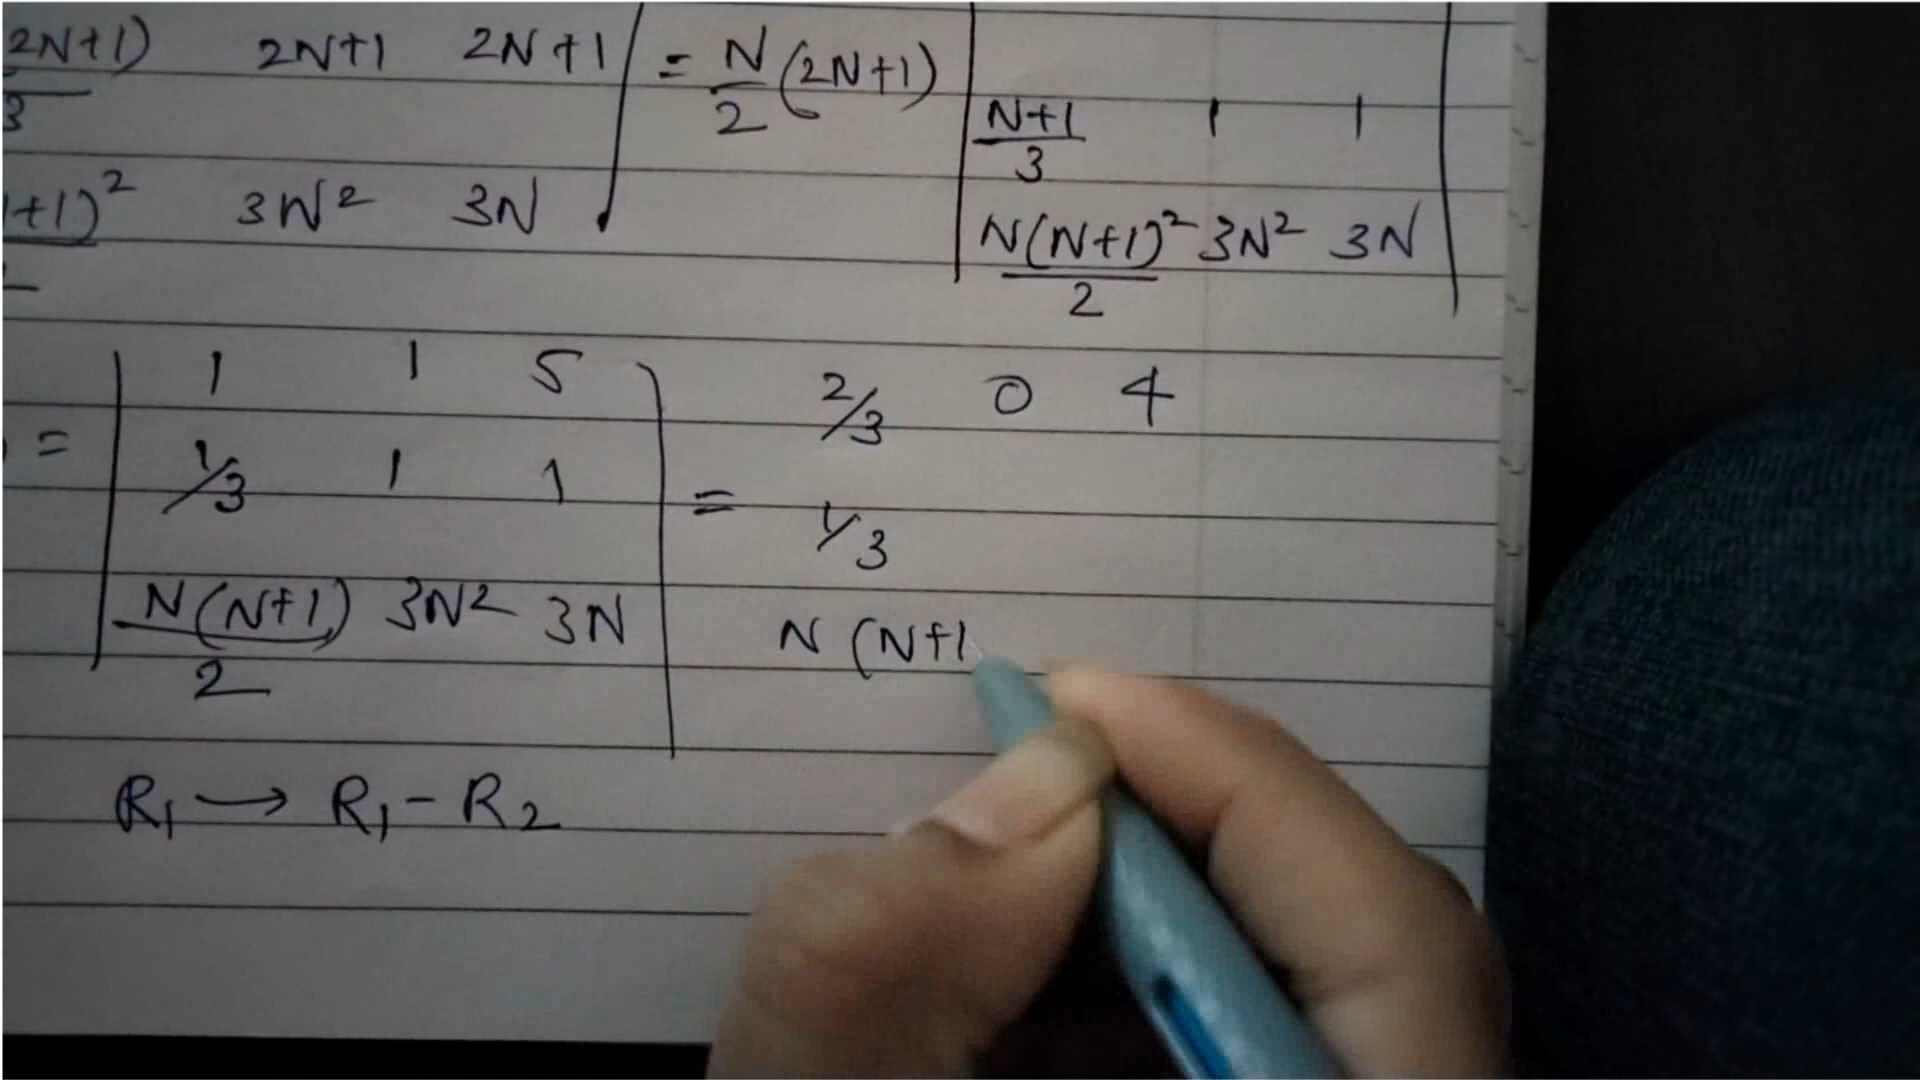 2N+1) 2N+1 2N+1 | = N/2 (2N+1) | N+1/3 1 1 |
3
+1)² 3N² 3N N(N+1)²/2 3N² 3N
= | 1 1 5 | = 2/3 0 4
1/3 1 1 1/3
N(N+1)/2 3N² 3N N (N+1
R₁ → R₁ - R₂